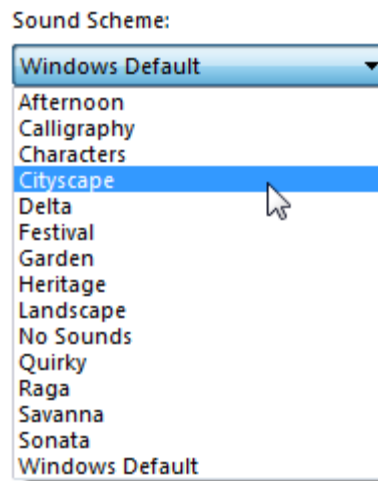 Sound Scheme:
Windows Default
Afternoon
Calligraphy
Characters
Cityscape
Delta
Festival
Garden
Heritage
Landscape
No Sounds
Quirky
Raga
Savanna
Sonata
Windows Default